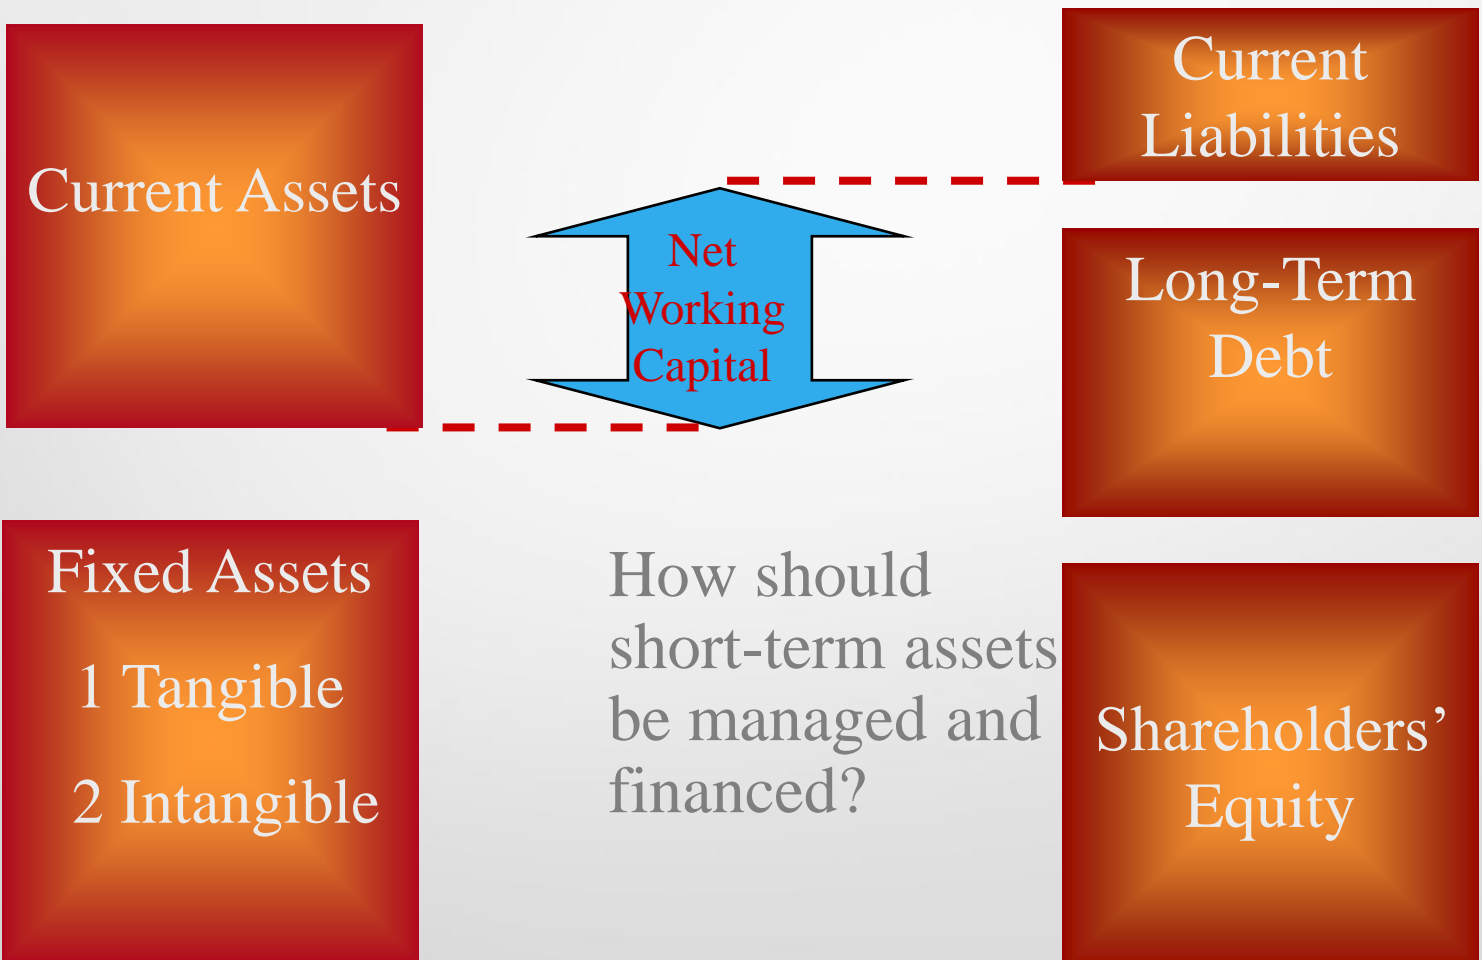 Current Assets
Fixed Assets
1 Tangible
2 Intangible
Net
Working
Capital
How should
short-term assets
be managed and
financed?
Current
Liabilities
Long-Term
Debt
Shareholders’
Equity